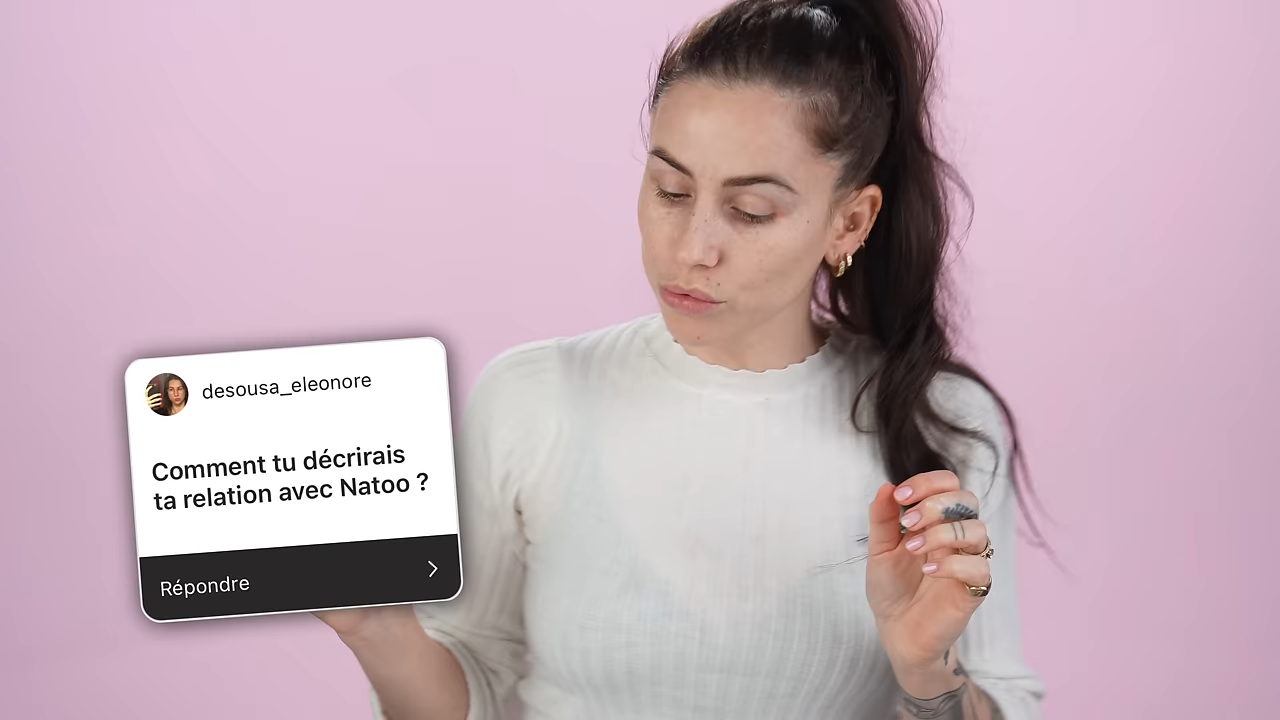 desousa_eleonore
Comment tu décrirais
ta relation avec Natoo ?
Répondre